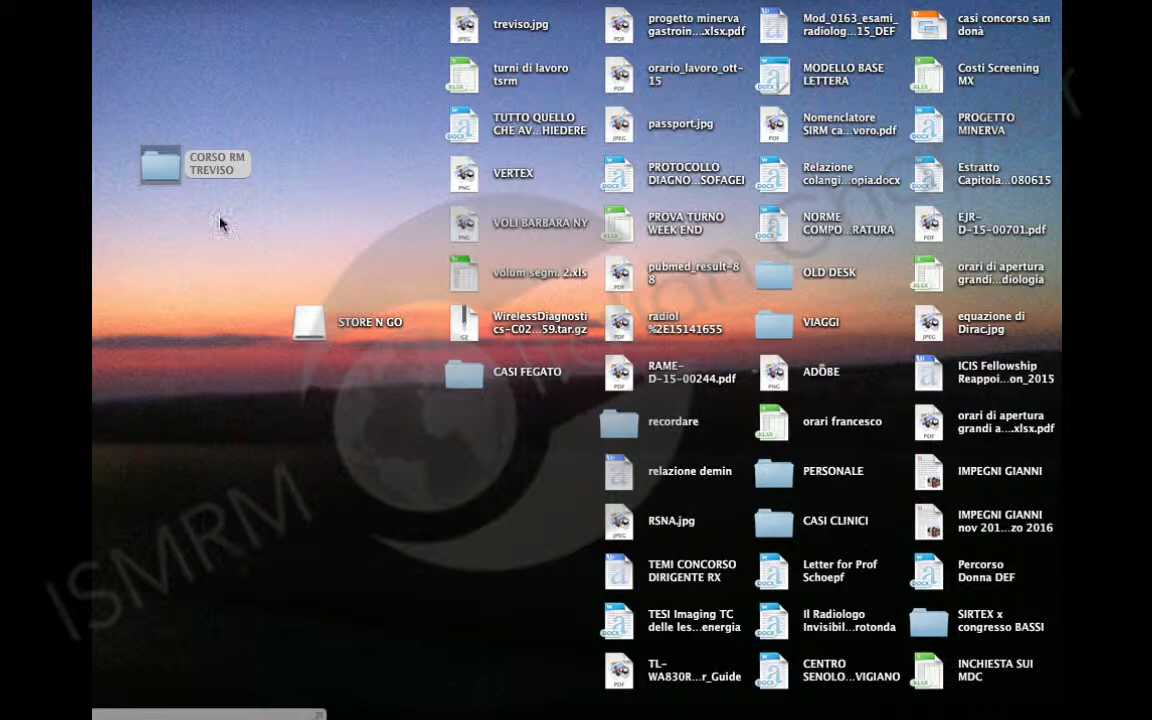 CORSO RM
TREVISO
STORE N GO
treviso.jpg
turni di lavoro
tsrm
TUTTO QUELLO
CHE AV...HIEDERE
VERTEX
VOLI BARBARA NY
volum segm. 2.xls
WirelessDiagnosti
cs-C02...59.tar.gz
CASI FEGATO
progetto minerva
gastroin...xlsx.pdf
orario_lavoro_ott-
15
passport.jpg
PROTOCOLLO
DIAGNO...SOFAGEI
PROVA TURNO
WEEK END
pubmed_result-8
8
radiol
%2E15141655
RAME-
D-15-00244.pdf
recordare
relazione demin
RSNA.jpg
TEMI CONCORSO
DIRIGENTE RX
TESI Imaging TC
delle les...energia
TL-
WA830R...r_Guide
Mod_0163_esami_
radiolog...15_DEF
MODELLO BASE
LETTERA
Nomenclatore
SIRM ca...voro.pdf
Relazione
colangi...opia.docx
NORME
COMPO...RATURA
OLD DESK
VIAGGI
ADOBE
orari francesco
PERSONALE
CASI CLINICI
Letter for Prof
Schoepf
Il Radiologo
Invisibil...rotonda
CENTRO
SENOLO...VIGIANO
casi concorso san
donà
Costi Screening
MX
PROGETTO
MINERVA
Estratto
Capitola...080615
EJR-
D-15-00701.pdf
orari di apertura
grandi...diologia
equazione di
Dirac.jpg
ICIS Fellowship
Reappoi...on_2015
orari di apertura
grandi a...xlsx.pdf
IMPEGNI GIANNI
IMPEGNI GIANNI
nov 201...zo 2016
Percorso
Donna DEF
SIRTEX x
congresso BASSI
INCHIESTA SUI
MDC
ISMRM